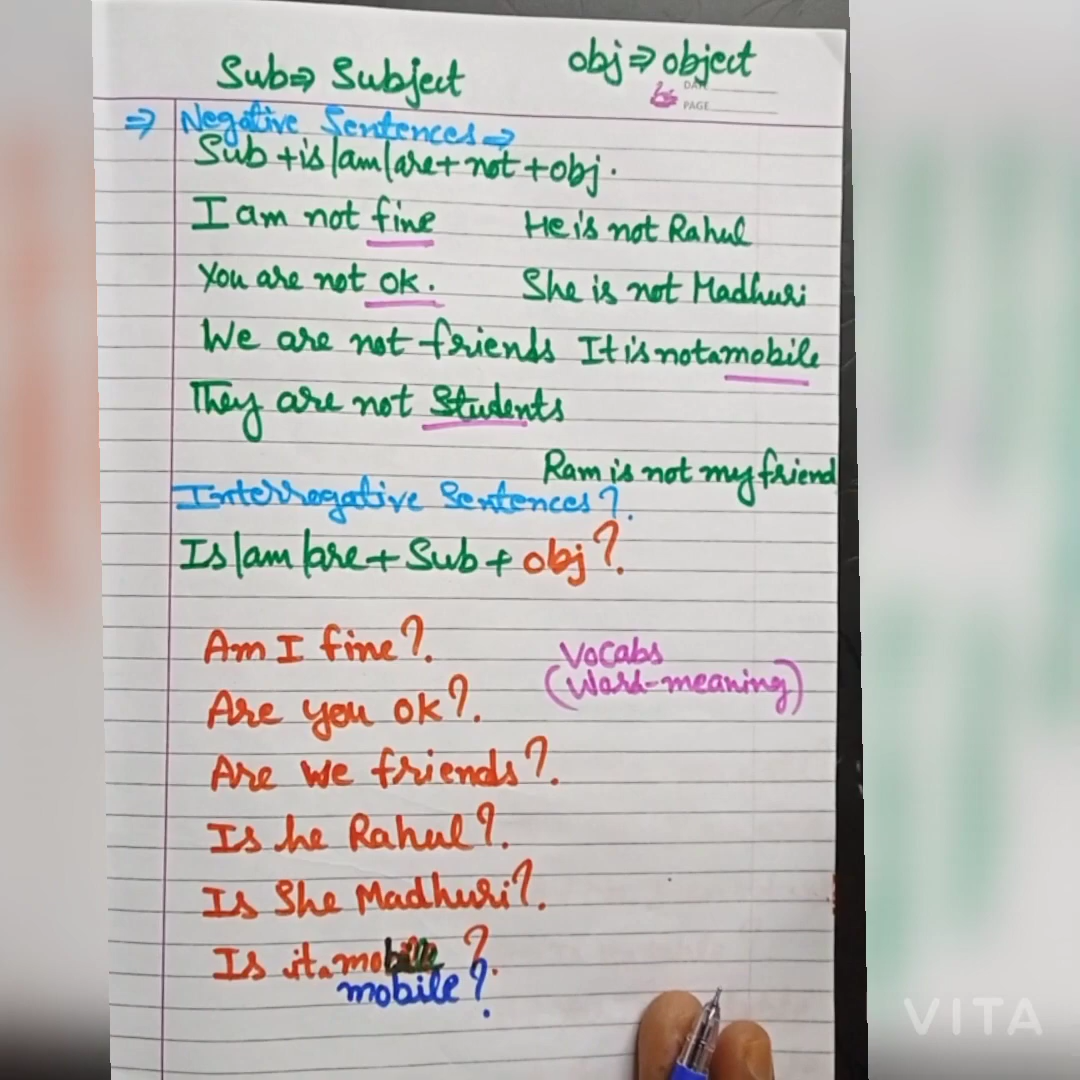 Sub⇒ Subject obj⇒object
DATE
PAGE
⇒ Negative Sentences⇒
Sub+is/am/are+not+obj.
I am not fine He is not Rahul
You are not ok. She is not Madhuri
We are not friends It is not a mobile
They are not Students
Ram is not my friend
Interrogative Sentences?
Is/am/are+Sub+obj?
Am I fine?
Vocabs
(Word-meaning)
Are you ok?
Are we friends?
Is he Rahul?
Is She Madhuri?
Is it a mobile ?
mobile?
VITA